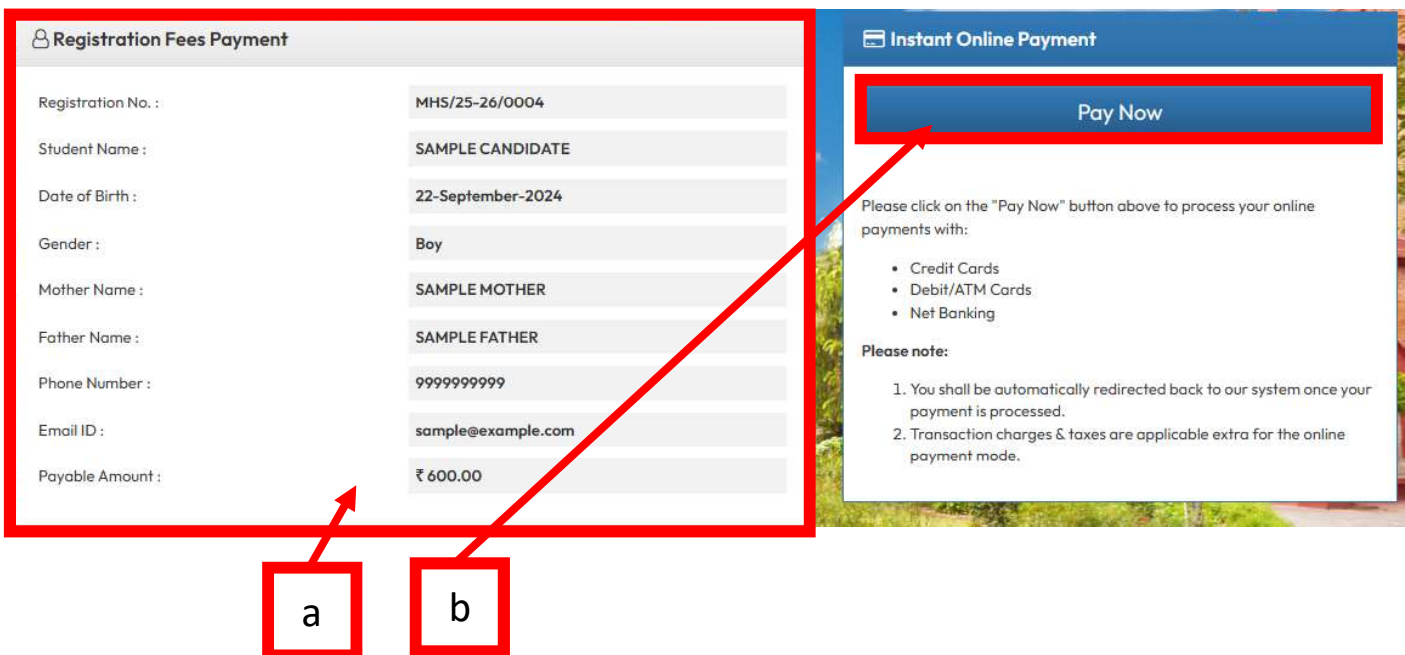 Registration Fees Payment
Registration No. : MHS/25-26/0004
Student Name : SAMPLE CANDIDATE
Date of Birth : 22-September-2024
Gender : Boy
Mother Name : SAMPLE MOTHER
Father Name : SAMPLE FATHER
Phone Number : 9999999999
Email ID : sample@example.com
Payable Amount : ₹ 600.00
Instant Online Payment
Pay Now
Please click on the "Pay Now" button above to process your online
payments with:
• Credit Cards
• Debit/ATM Cards
• Net Banking
Please note:
1. You shall be automatically redirected back to our system once your
payment is processed.
2. Transaction charges & taxes are applicable extra for the online
payment mode.
a
b